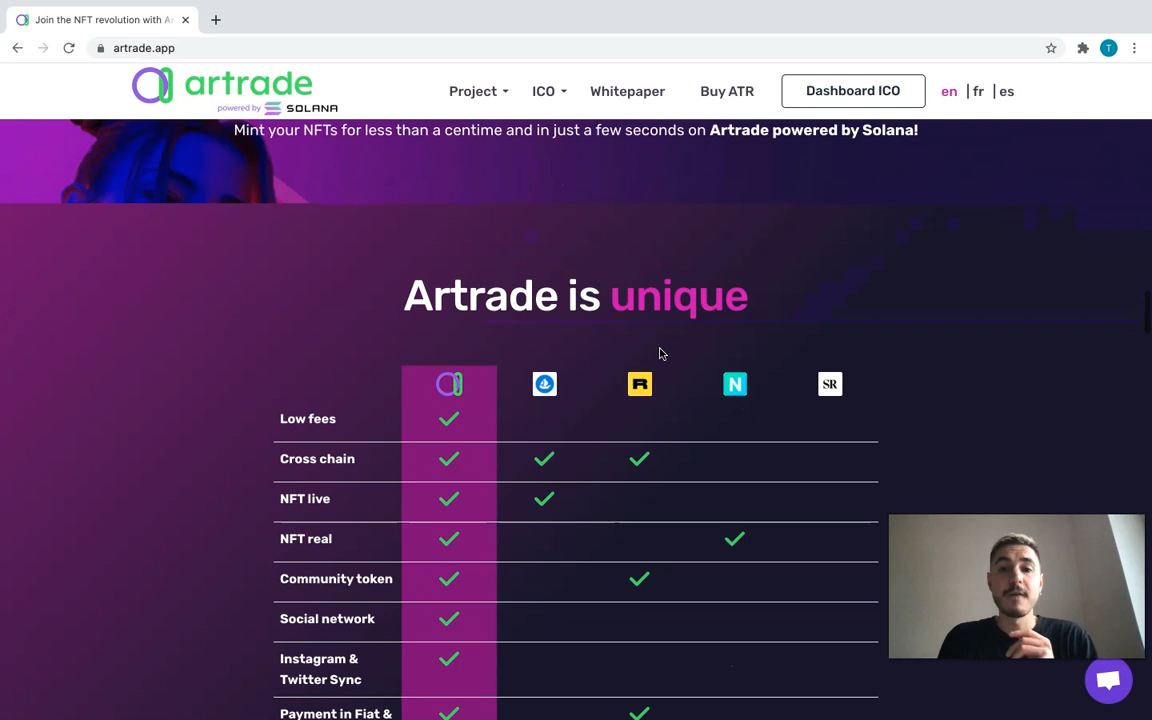 Join the NFT revolution with Ar
artrade.app
T
artrade
powered by SOLANA
Project
ICO
Whitepaper
Buy ATR
Dashboard ICO
en | fr | es
Mint your NFTs for less than a centime and in just a few seconds on Artrade powered by Solana!
Artrade is unique
R
N
SR
Low fees
Cross chain
NFT live
NFT real
Community token
Social network
Instagram &
Twitter Sync
Payment in Fiat &